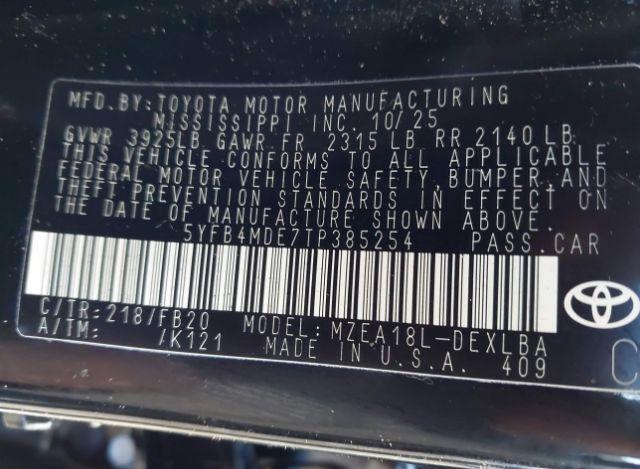 MFD.BY:TOYOTA MOTOR MANUFACTURING
MISSISSIPPI INC. 10/25
GVWR 3925LB GAWR FR 2315 LB RR 2140 LB
THIS VEHICLE CONFORMS TO ALL APPLICABLE
FEDERAL MOTOR VEHICLE SAFETY, BUMPER, AND
THEFT PREVENTION STANDARDS IN EFFECT ON
THE DATE OF MANUFACTURE SHOWN ABOVE.
5YFB4MDE7TP385254 PASS.CAR
C/TR:218/FB20 MODEL:MZEA18L-DEXLBA
A/TM: /K121 MADE IN U.S.A. 409
C